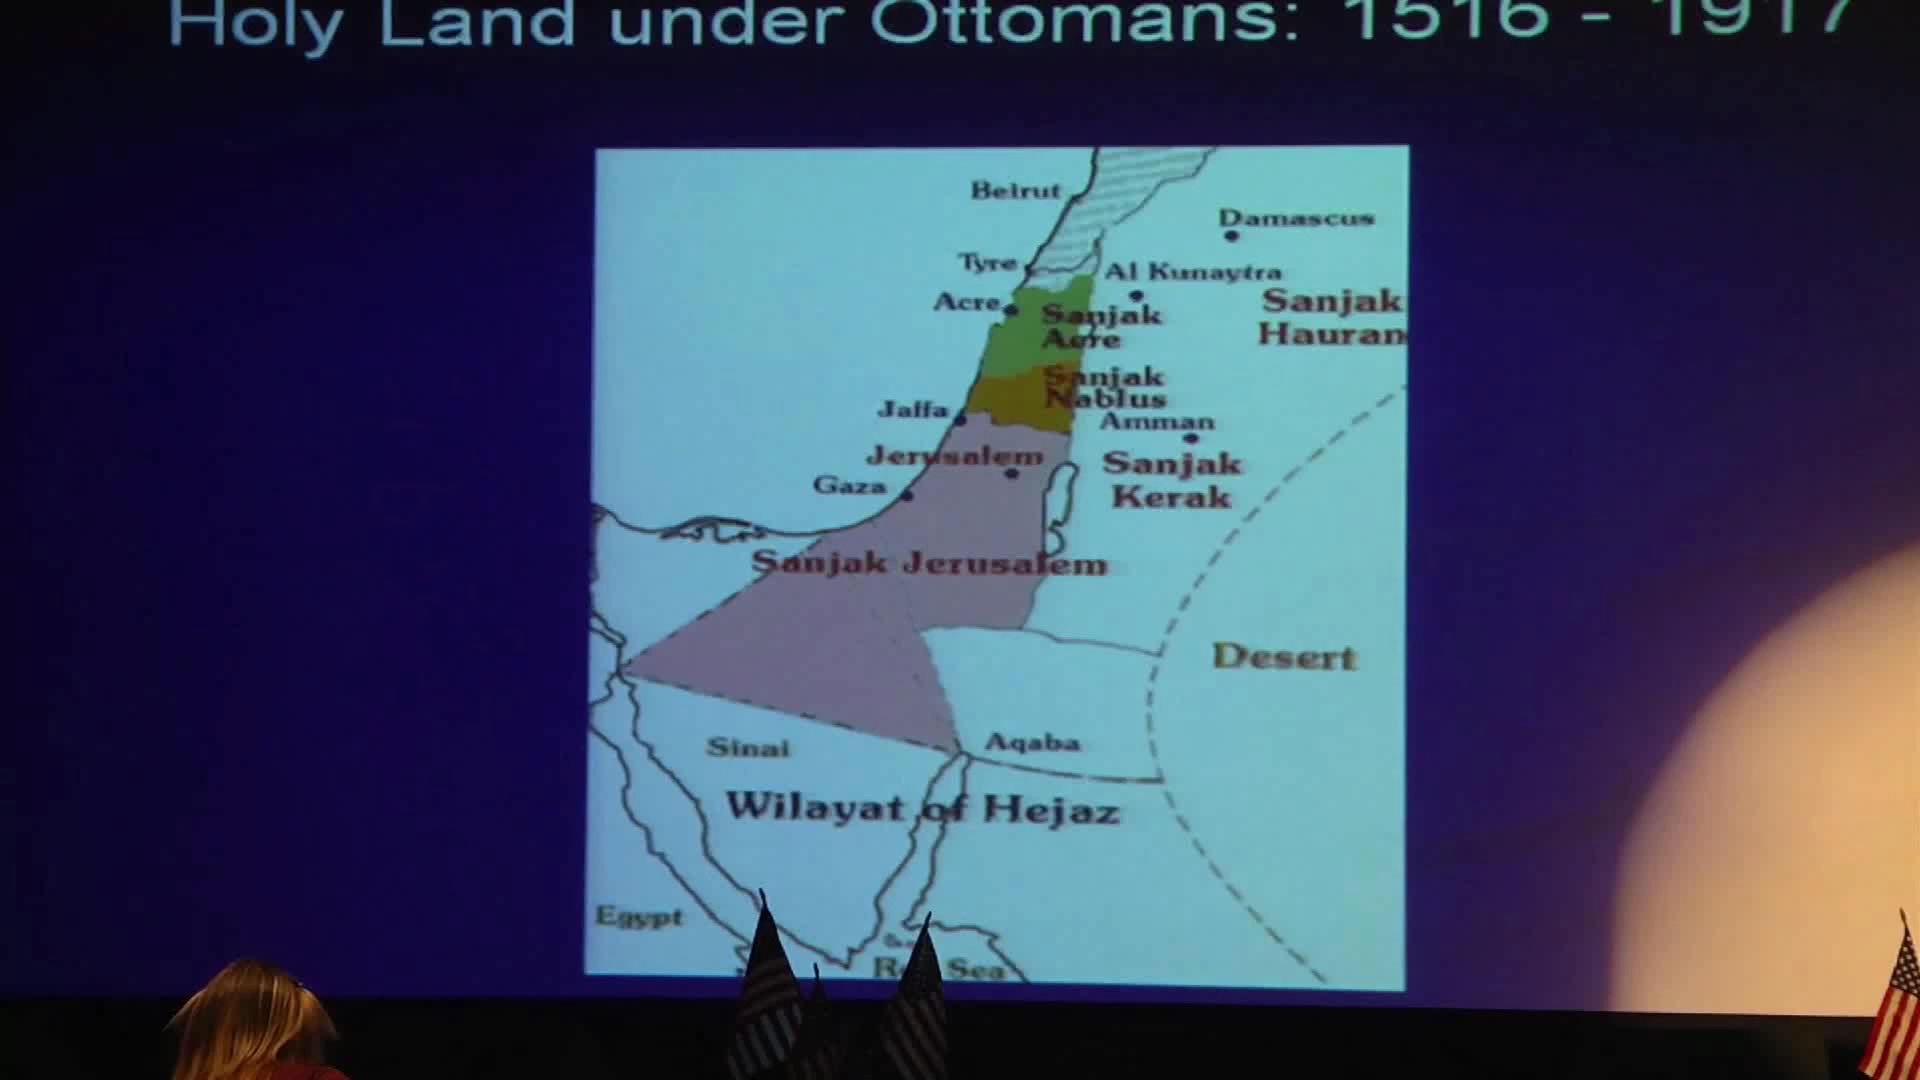 Holy Land under Ottomans: 1516 - 1917
Beirut
Damascus
Tyre
Al Kunaytra
Acre
Sanjak
Acre
Sanjak
Hauran
Sanjak
Nablus
Jaffa
Amman
Jerusalem
Sanjak
Kerak
Gaza
Sanjak Jerusalem
Desert
Sinai
Aqaba
Wilayat of Hejaz
Egypt
Sea